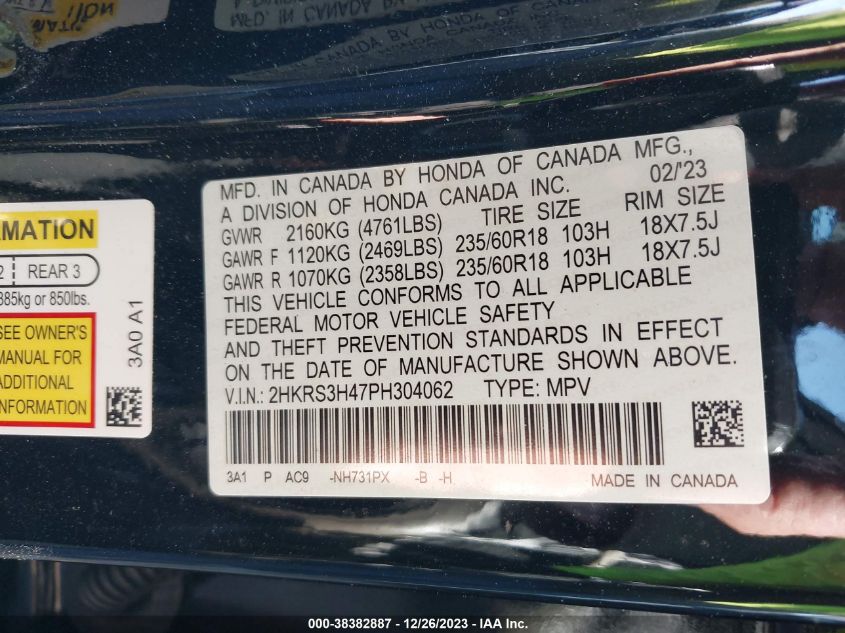 MFD. IN CANADA BY HONDA OF CANADA MFG., 02/'23
A DIVISION OF HONDA CANADA INC.
GVWR 2160KG (4761LBS) TIRE SIZE RIM SIZE
GAWR F 1120KG (2469LBS) 235/60R18 103H 18X7.5J
GAWR R 1070KG (2358LBS) 235/60R18 103H 18X7.5J
THIS VEHICLE CONFORMS TO ALL APPLICABLE
FEDERAL MOTOR VEHICLE SAFETY
AND THEFT PREVENTION STANDARDS IN EFFECT
ON THE DATE OF MANUFACTURE SHOWN ABOVE.
V.I.N: 2HKRS3H47PH304062 TYPE: MPV
3A1 P AC9 -NH731PX -B -H MADE IN CANADA
RMATION
2 REAR 3
385kg or 850lbs.
SEE OWNER'S
MANUAL FOR
ADDITIONAL
INFORMATION
3A0 A1
000-38382887 - 12/26/2023 - IAA Inc.